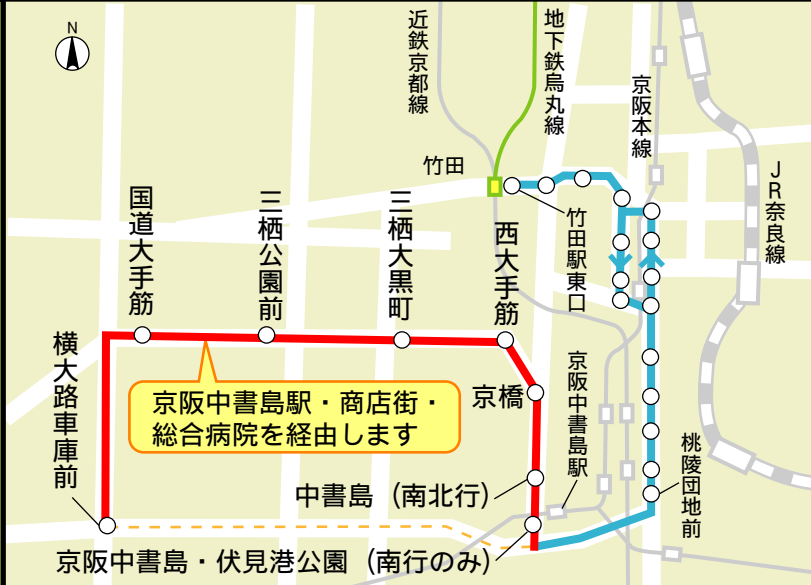 N
近鉄京都線
地下鉄烏丸線
京阪本線
JR奈良線
竹田
竹田駅東口
国道大手筋
三栖公園前
三栖大黒町
西大手筋
横大路車庫前
京阪中書島駅・商店街・
総合病院を経由します
京橋
京阪中書島駅
桃陵団地前
中書島 (南北行)
京阪中書島・伏見港公園 (南行のみ)